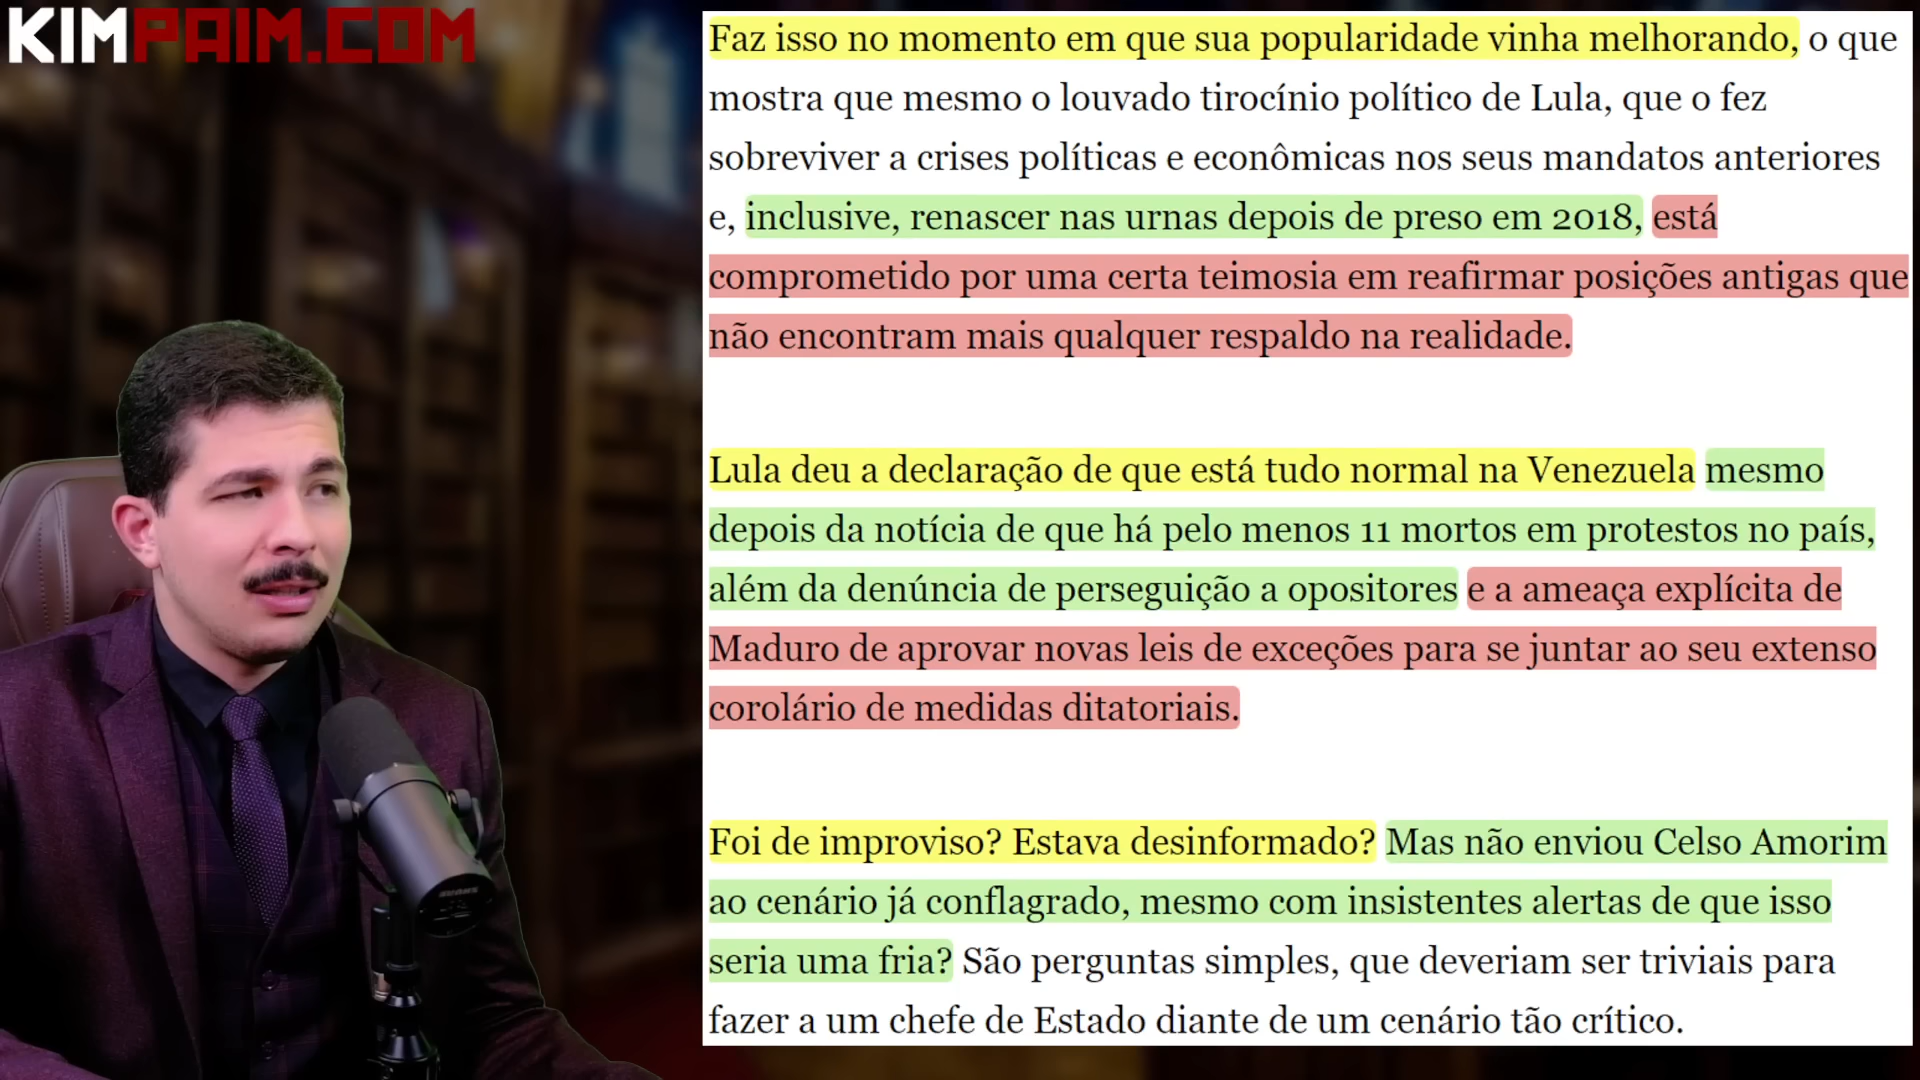 KIMPAIM.COM
Faz isso no momento em que sua popularidade vinha melhorando, o que
mostra que mesmo o louvado tirocínio político de Lula, que o fez
sobreviver a crises políticas e econômicas nos seus mandatos anteriores
e, inclusive, renascer nas urnas depois de preso em 2018, está
comprometido por uma certa teimosia em reafirmar posições antigas que
não encontram mais qualquer respaldo na realidade.
Lula deu a declaração de que está tudo normal na Venezuela mesmo
depois da notícia de que há pelo menos 11 mortos em protestos no país,
além da denúncia de perseguição a opositores e a ameaça explícita de
Maduro de aprovar novas leis de exceções para se juntar ao seu extenso
corolário de medidas ditatoriais.
Foi de improviso? Estava desinformado? Mas não enviou Celso Amorim
ao cenário já conflagrado, mesmo com insistentes alertas de que isso
seria uma fria? São perguntas simples, que deveriam ser triviais para
fazer a um chefe de Estado diante de um cenário tão crítico.